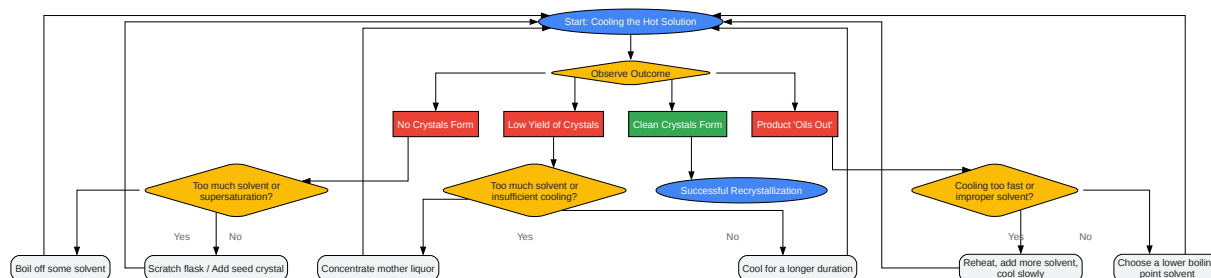 Start: Cooling the Hot Solution
Observe Outcome
No Crystals Form
Low Yield of Crystals
Clean Crystals Form
Product 'Oils Out'
Too much solvent or
supersaturation?
Too much solvent or
insufficient cooling?
Successful Recrystallization
Cooling too fast or
improper solvent?
Yes
No
Yes
No
Yes
No
Boil off some solvent
Scratch flask / Add seed crystal
Concentrate mother liquor
Cool for a longer duration
Reheat, add more solvent,
cool slowly
Choose a lower boilin
point solvent